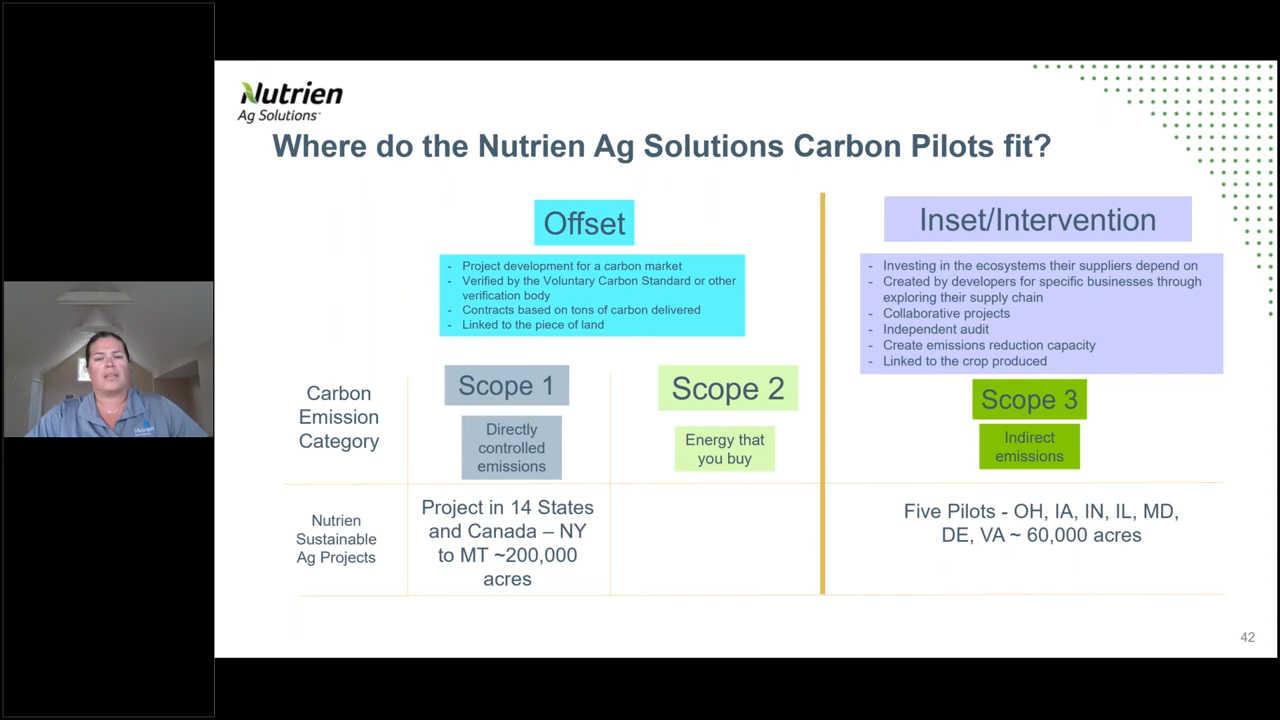 Nutrien
Ag Solutions™
Where do the Nutrien Ag Solutions Carbon Pilots fit?
Offset
- Project development for a carbon market
- Verified by the Voluntary Carbon Standard or other
verification body
- Contracts based on tons of carbon delivered
- Linked to the piece of land
Inset/Intervention
- Investing in the ecosystems their suppliers depend on
- Created by developers for specific businesses through
exploring their supply chain
- Collaborative projects
- Independent audit
- Create emissions reduction capacity
- Linked to the crop produced
Carbon
Emission
Category
Scope 1
Directly
controlled
emissions
Scope 2
Energy that
you buy
Scope 3
Indirect
emissions
Nutrien
Sustainable
Ag Projects
Project in 14 States
and Canada – NY
to MT ~200,000
acres
Five Pilots - OH, IA, IN, IL, MD,
DE, VA ~ 60,000 acres
42